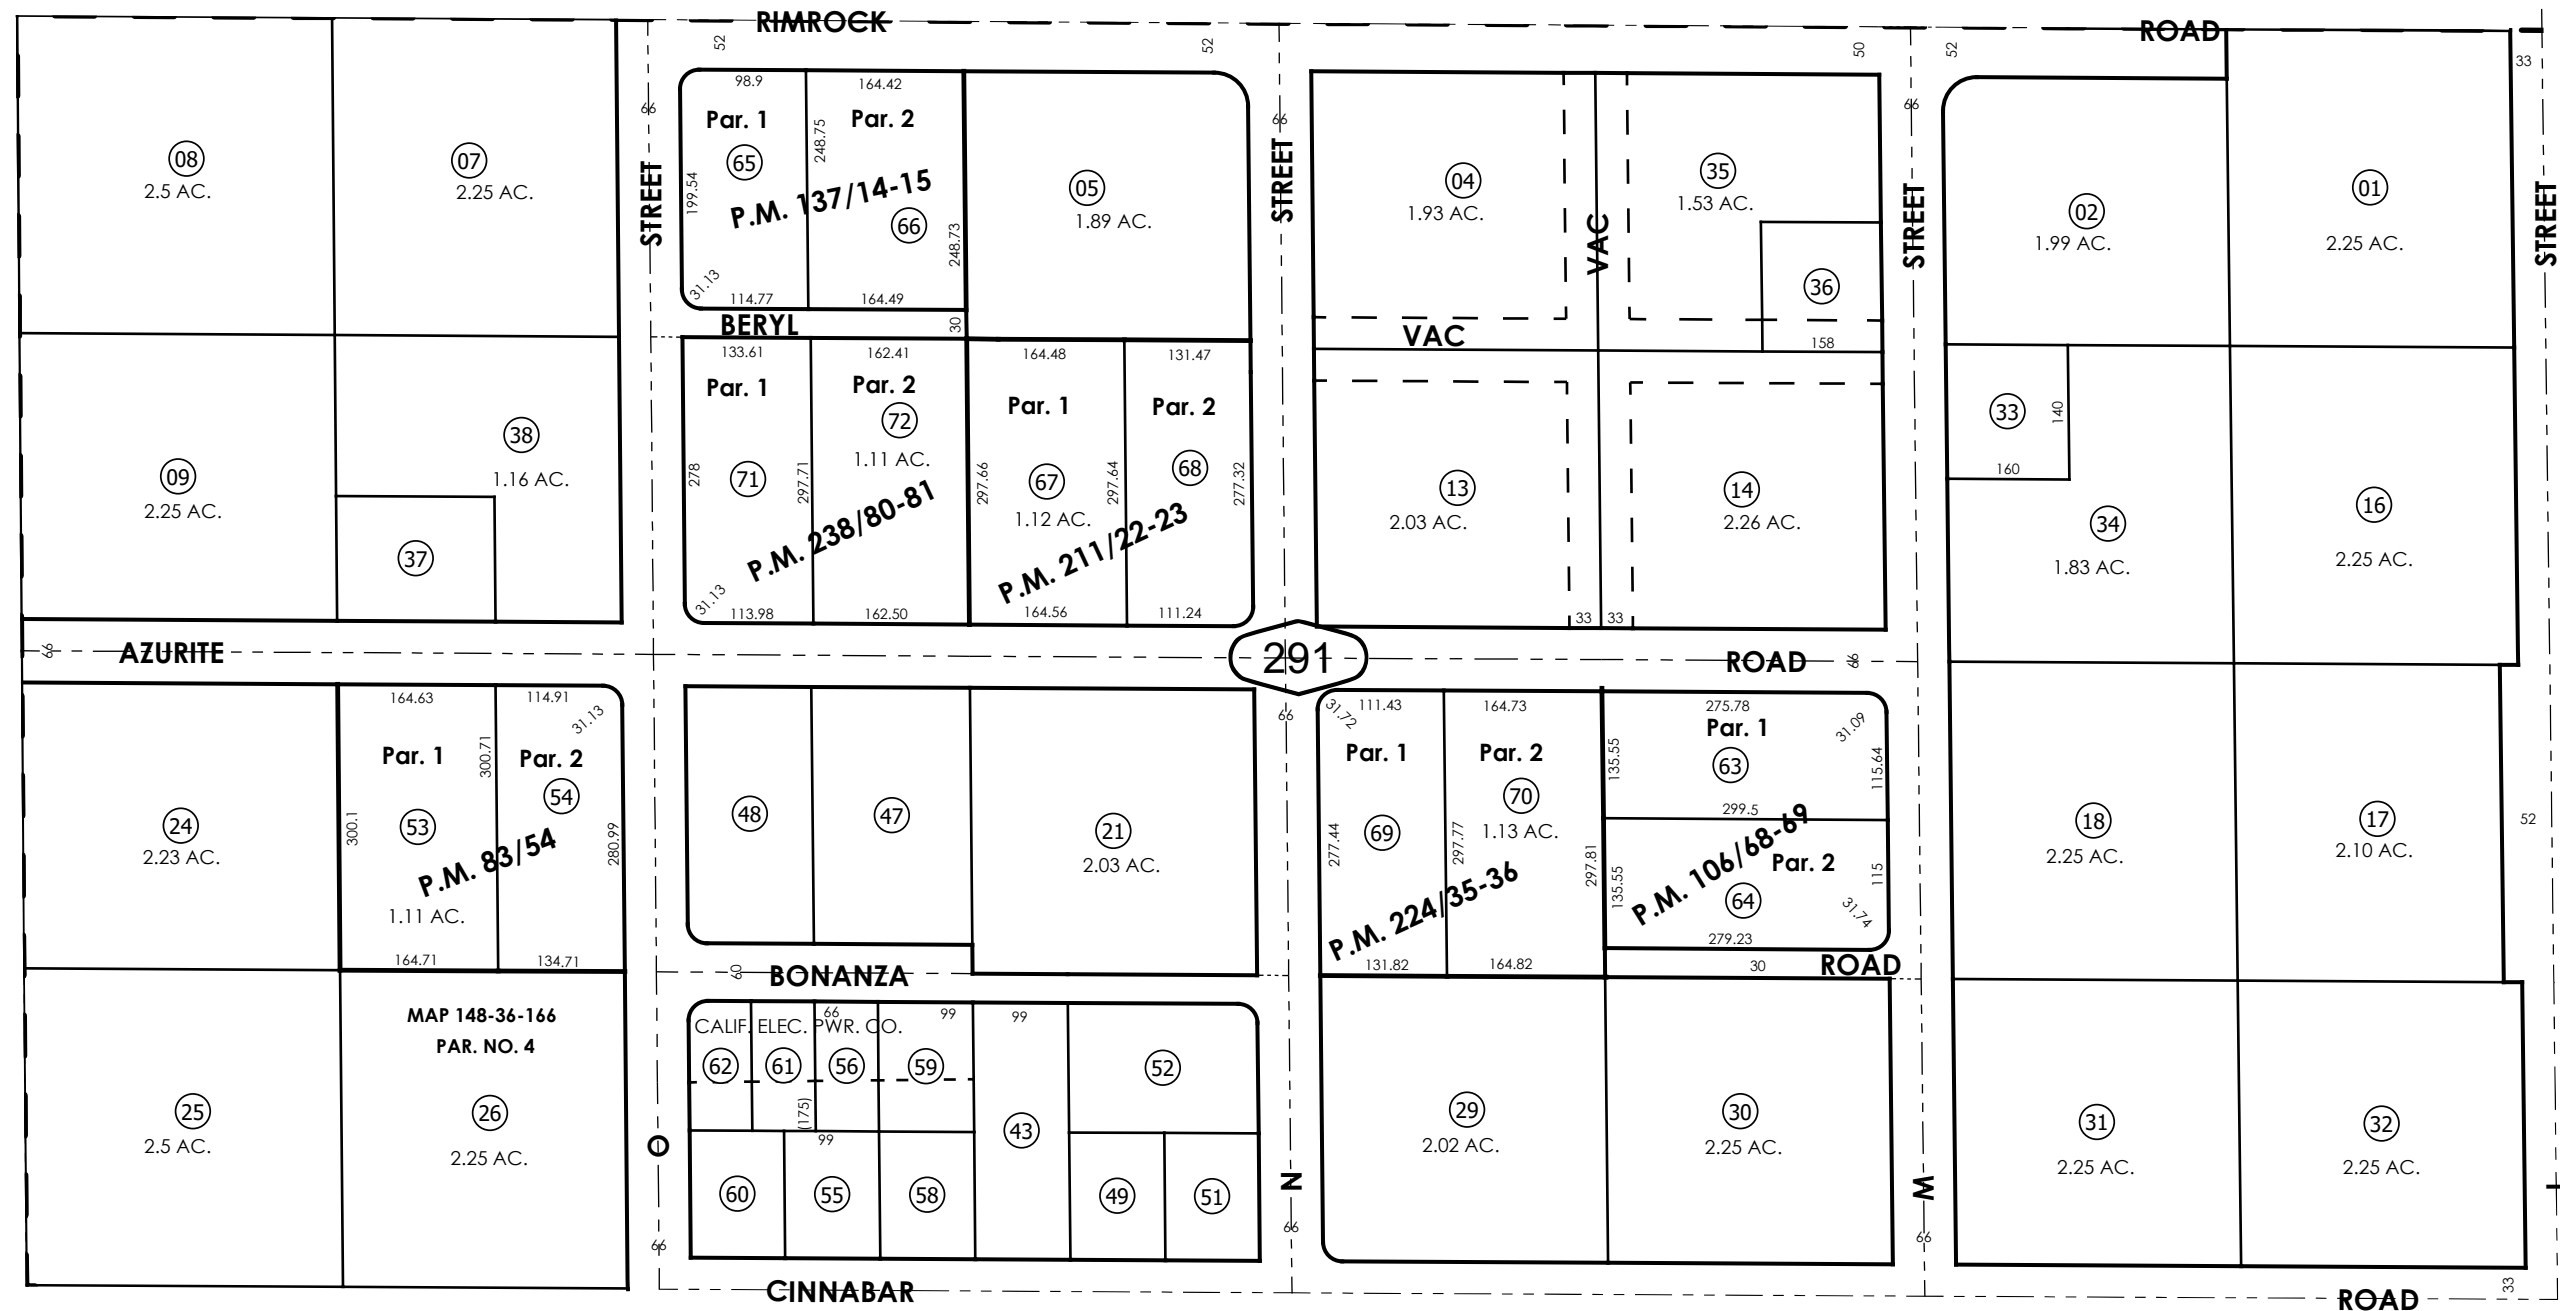 RIMROCK
ROAD
52
52
50
52
33
66
66
66
STREET
STREET
STREET
STREET
08
2.5 AC.
07
2.25 AC.
98.9
164.42
Par. 1
Par. 2
65
248.75
199.54
P.M. 137/14-15
66
248.73
31.13
114.77
164.49
05
1.89 AC.
04
1.93 AC.
VAC
35
1.53 AC.
36
158
VAC
02
1.99 AC.
01
2.25 AC.
BERYL
30
09
2.25 AC.
38
1.16 AC.
37
133.61
162.41
Par. 1
Par. 2
72
1.11 AC.
278
71
297.71
P.M. 238/80-81
31.13
113.98
162.50
164.48
131.47
Par. 1
Par. 2
297.66
67
297.64
68
277.32
1.12 AC.
P.M. 211/22-23
164.56
111.24
13
2.03 AC.
14
2.26 AC.
33
33
33
140
160
34
1.83 AC.
16
2.25 AC.
66
AZURITE
291
ROAD
66
24
2.23 AC.
164.63
114.91
31.13
Par. 1
Par. 2
300.71
54
300.1
53
280.99
P.M. 83/54
1.11 AC.
164.71
134.71
48
47
21
2.03 AC.
66
31.72
111.43
164.73
Par. 1
Par. 2
70
1.13 AC.
277.44
69
297.77
297.81
P.M. 224/35-36
131.82
164.82
275.78
Par. 1
31.09
135.55
63
115.64
299.5
P.M. 106/68-69
Par. 2
135.55
64
115
31.74
279.23
18
2.25 AC.
17
2.10 AC.
52
60
BONANZA
30
ROAD
MAP 148-36-166
PAR. NO. 4
25
2.5 AC.
26
2.25 AC.
66
99
99
CALIF. ELEC. PWR. CO.
62
61
56
59
52
(175)
99
43
60
55
58
49
51
29
2.02 AC.
30
2.25 AC.
31
2.25 AC.
32
2.25 AC.
O
N
M
L
66
66
66
33
CINNABAR
ROAD